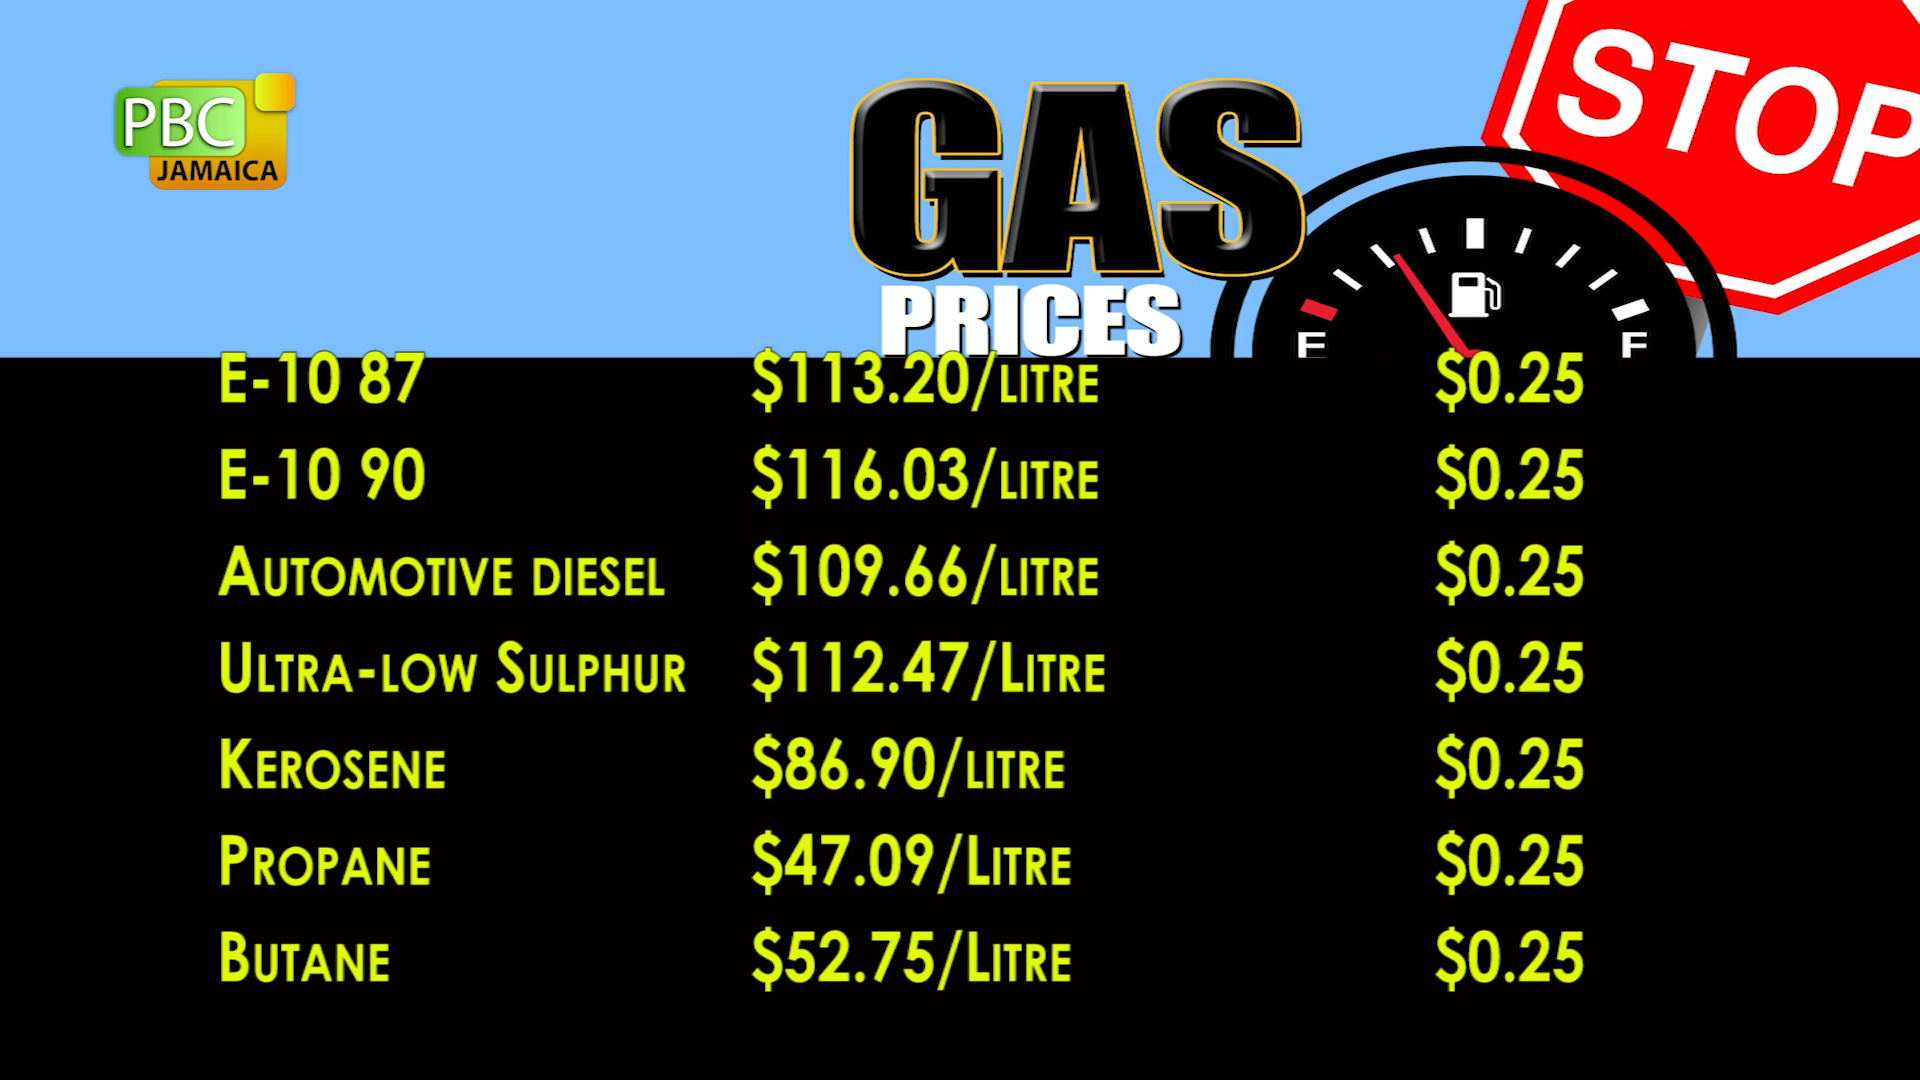 PBC
JAMAICA
GAS
PRICES
STOP
E F
E-10 87 $113.20/litre $0.25
E-10 90 $116.03/litre $0.25
Automotive diesel $109.66/litre $0.25
Ultra-low Sulphur $112.47/Litre $0.25
Kerosene $86.90/litre $0.25
Propane $47.09/Litre $0.25
Butane $52.75/Litre $0.25